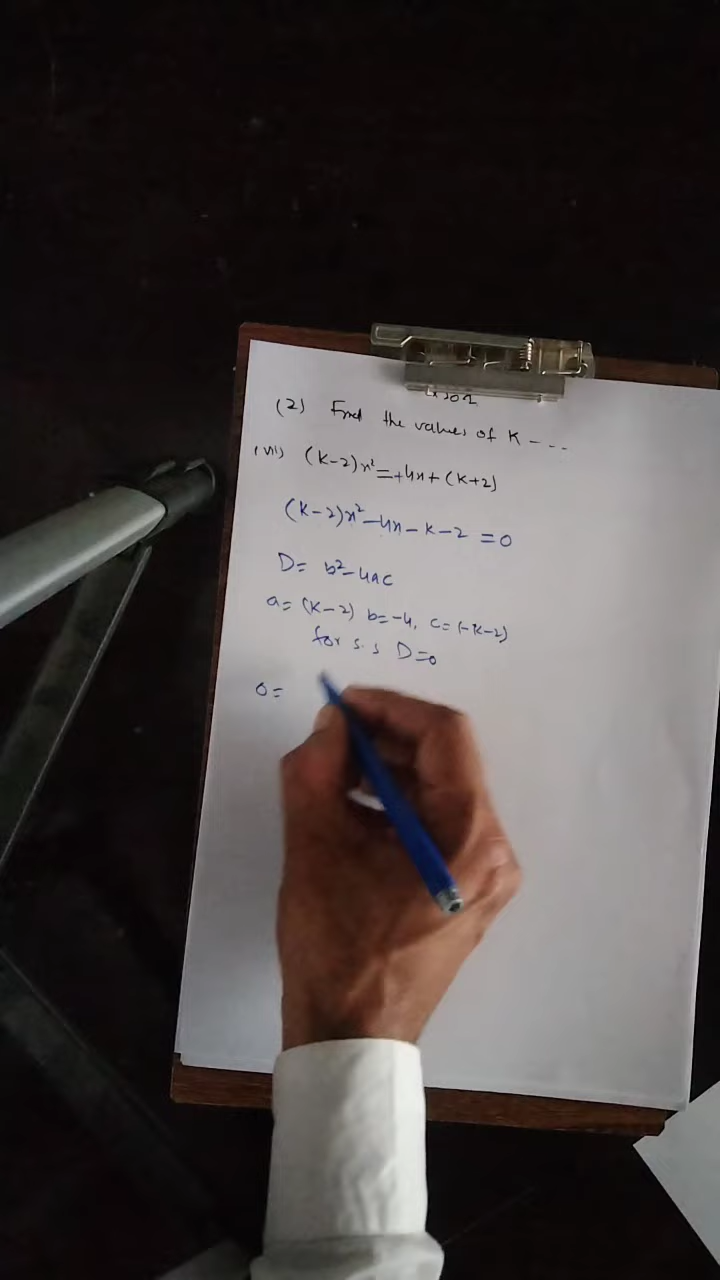 (2) Find the values of K ----
(vii) (K-2)x²=+4x+(K+2)
(K-2)x²-4x-K-2=0
D= b²-4ac
a=(K-2) b=-4, c=(-K-2)
for s.s D=0
0=